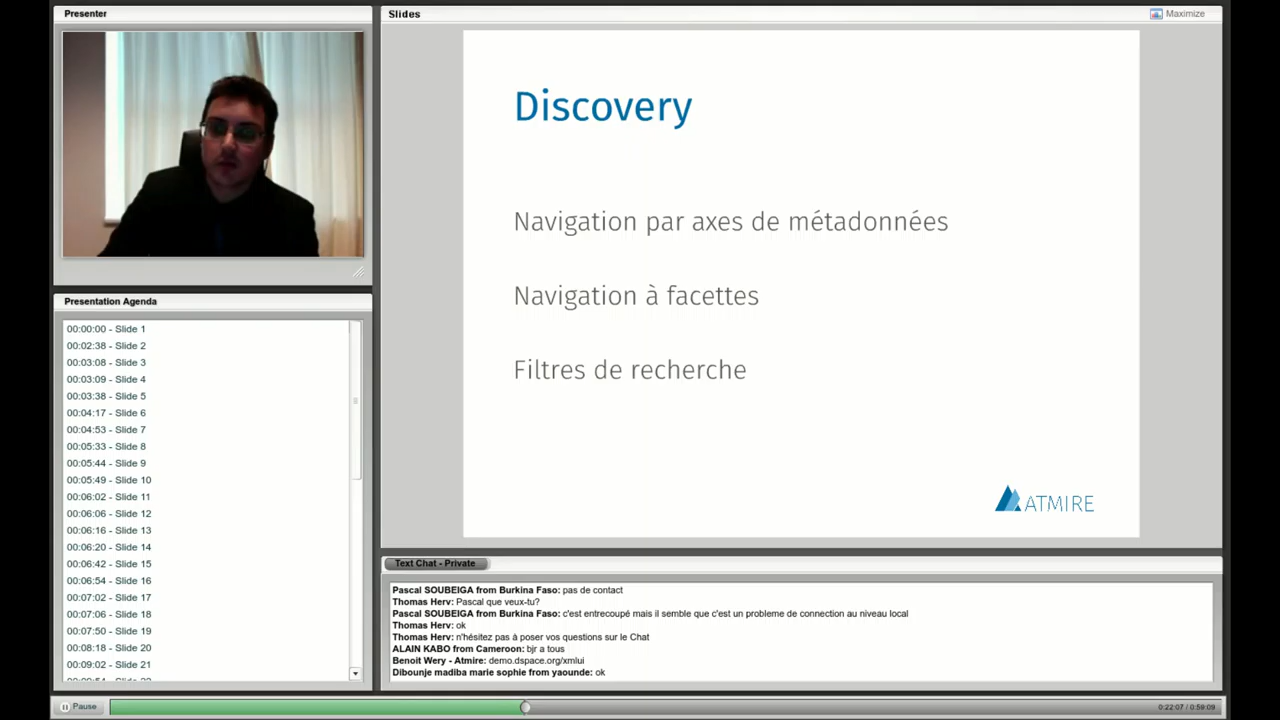 Presenter
Slides
Maximize
Discovery
Navigation par axes de métadonnées
Navigation à facettes
Filtres de recherche
ATMIRE
Presentation Agenda
00:00:00 - Slide 1
00:02:38 - Slide 2
00:03:08 - Slide 3
00:03:09 - Slide 4
00:03:38 - Slide 5
00:04:17 - Slide 6
00:04:53 - Slide 7
00:05:33 - Slide 8
00:05:44 - Slide 9
00:05:49 - Slide 10
00:06:02 - Slide 11
00:06:06 - Slide 12
00:06:16 - Slide 13
00:06:20 - Slide 14
00:06:42 - Slide 15
00:06:54 - Slide 16
00:07:02 - Slide 17
00:07:06 - Slide 18
00:07:50 - Slide 19
00:08:18 - Slide 20
00:09:02 - Slide 21
Text Chat - Private
Pascal SOUBEIGA from Burkina Faso: pas de contact
Thomas Herv: Pascal que veux-tu?
Pascal SOUBEIGA from Burkina Faso: c'est entrecoupé mais il semble que c'est un probleme de connection au niveau local
Thomas Herv: ok
Thomas Herv: n'hésitez pas à poser vos questions sur le Chat
ALAIN KABO from Cameroon: bjr a tous
Benoit Wery - Atmire: demo.dspace.org/xmlui
Dibounje madiba marie sophie from yaounde: ok
Pause
0:22:07 / 0:59:09